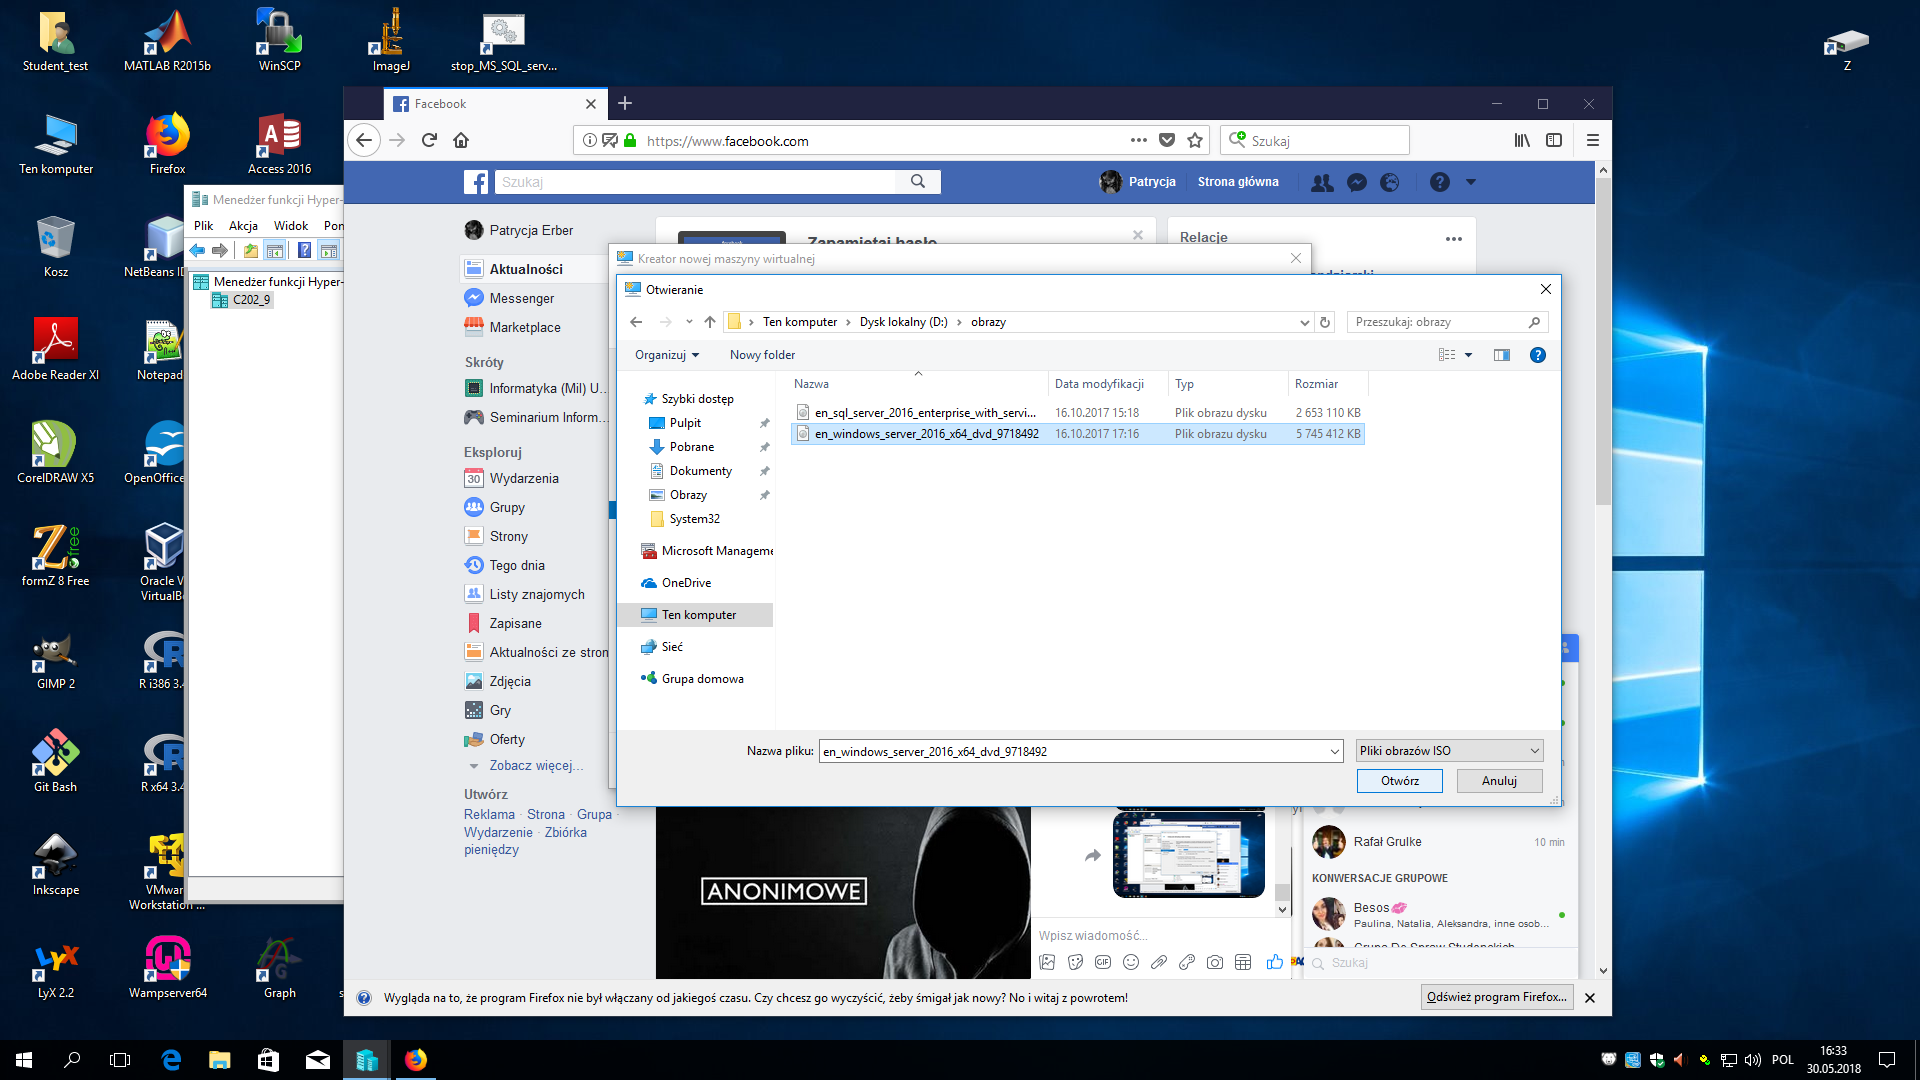 Student_test
MATLAB R2015b
WinSCP
ImageJ
stop_MS_SQL_serv...
Z
Ten komputer
Firefox
Access 2016
Kosz
NetBeans ID
Adobe Reader XI
Notepad
CorelDRAW X5
OpenOffice
formZ 8 Free
Oracle V
VirtualB
GIMP 2
R i386 3.4
Git Bash
R x64 3.4
Inkscape
VMwar
Workstation ...
LyX 2.2
Wampserver64
Graph
Menedżer funkcji Hyper-
Plik Akcja Widok Pon
Menedżer funkcji Hyper-
C202_9
Facebook
https://www.facebook.com
Szukaj
Szukaj
Patrycja
Strona główna
Patrycja Erber
Aktualności
Messenger
Marketplace
Skróty
Informatyka (Mil) U...
Seminarium Inform...
Eksploruj
30 Wydarzenia
Grupy
Strony
Tego dnia
Listy znajomych
Zapisane
Aktualności ze stron
Zdjęcia
Gry
Oferty
Zobacz więcej...
Utwórz
Reklama · Strona · Grupa ·
Wydarzenie · Zbiórka
pieniędzy
Zapamiętaj hasło
Relacje
Kreator nowej maszyny wirtualnej
Otwieranie
Ten komputer
Dysk lokalny (D:)
obrazy
Przeszukaj: obrazy
Organizuj
Nowy folder
Nazwa
Data modyfikacji
Typ
Rozmiar
en_sql_server_2016_enterprise_with_servi... 16.10.2017 15:18 Plik obrazu dysku 2 653 110 KB
en_windows_server_2016_x64_dvd_9718492 16.10.2017 17:16 Plik obrazu dysku 5 745 412 KB
Szybki dostęp
Pulpit
Pobrane
Dokumenty
Obrazy
System32
Microsoft Manageme
OneDrive
Ten komputer
Sieć
Grupa domowa
Nazwa pliku: en_windows_server_2016_x64_dvd_9718492
Pliki obrazów ISO
Otwórz
Anuluj
ANONIMOWE
Wpisz wiadomość...
GIF
Rafał Grulke
10 min
KONWERSACJE GRUPOWE
Besos
Paulina, Natalia, Aleksandra, inne osob...
Grupa Do Spraw Studenckich
Szukaj
Wygląda na to, że program Firefox nie był włączany od jakiegoś czasu. Czy chcesz go wyczyścić, żeby śmigał jak nowy? No i witaj z powrotem!
Odśwież program Firefox...
POL
16:33
30.05.2018